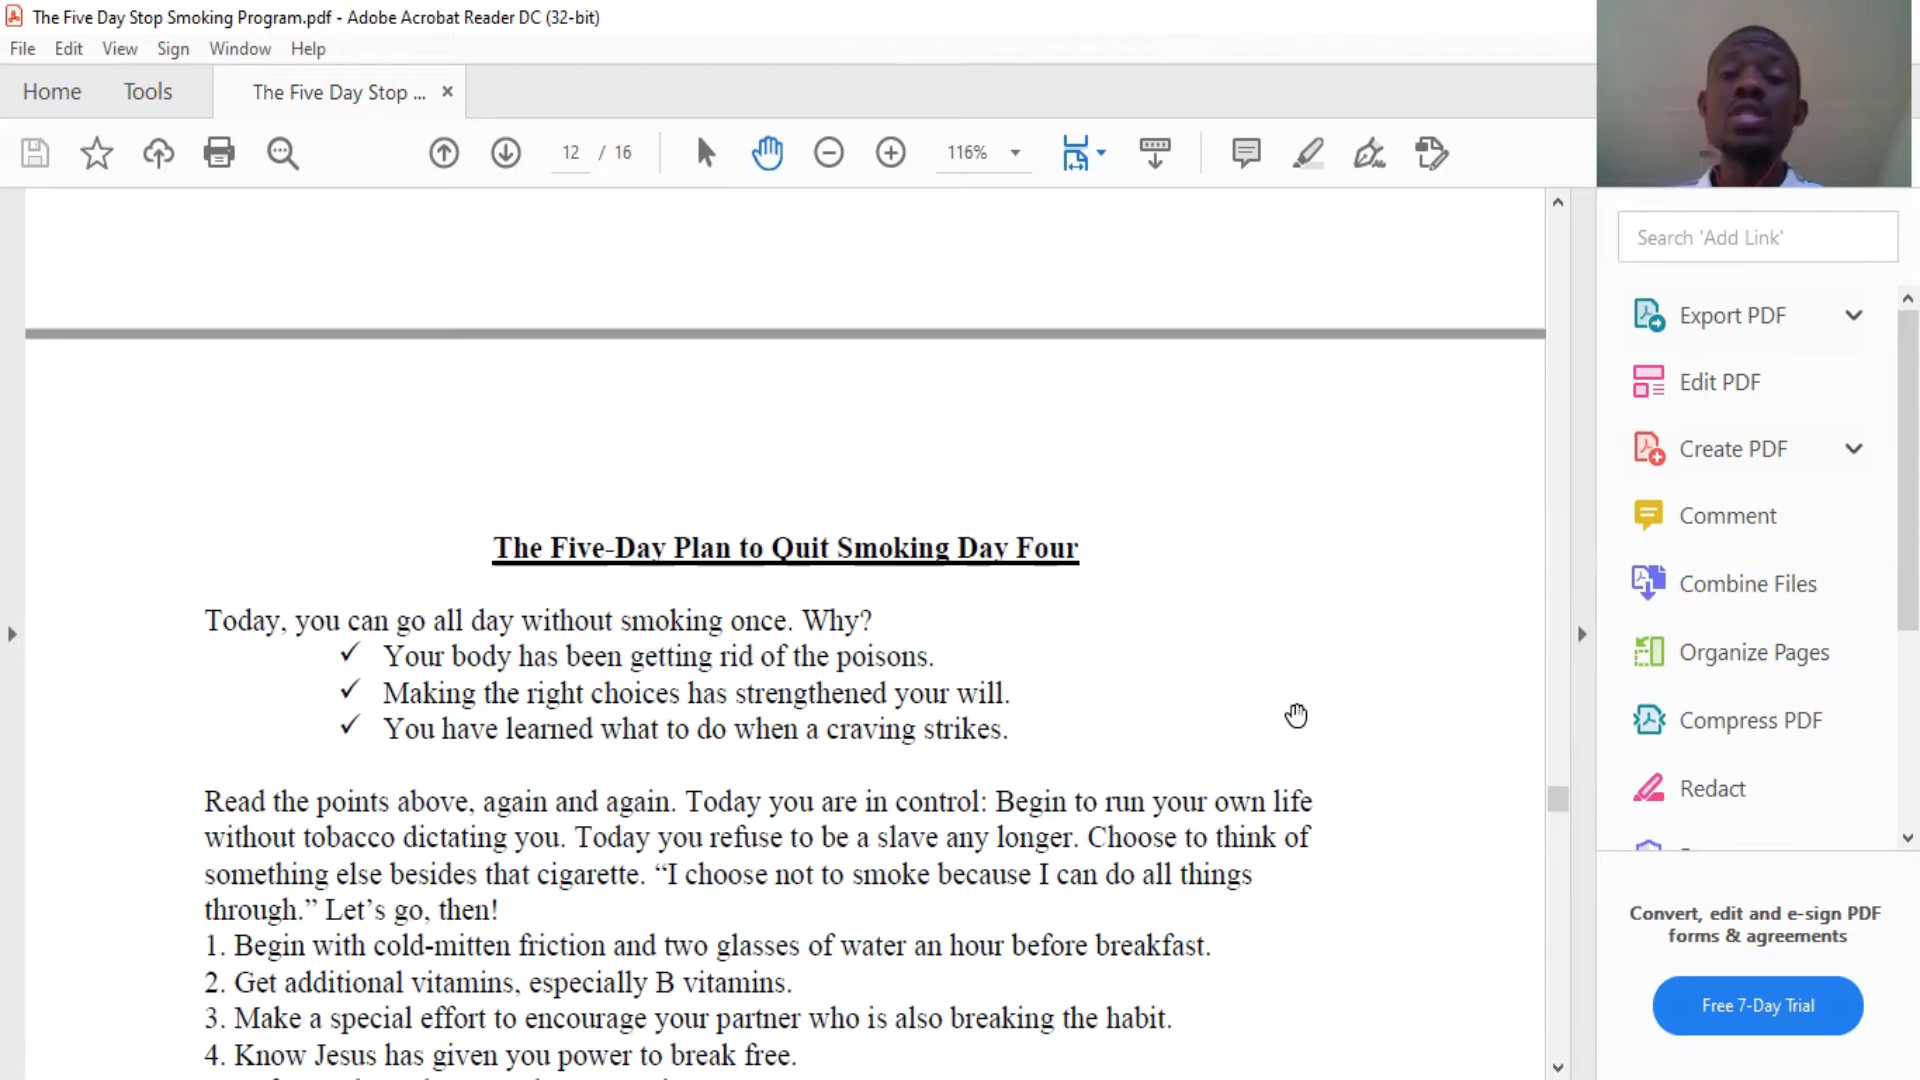 The Five Day Stop Smoking Program.pdf - Adobe Acrobat Reader DC (32-bit)
File Edit View Sign Window Help
Home Tools The Five Day Stop ... ×
12 / 16 116%
Search 'Add Link'
Export PDF
Edit PDF
Create PDF
Comment
Combine Files
Organize Pages
Compress PDF
Redact
Convert, edit and e-sign PDF
forms & agreements
Free 7-Day Trial
The Five-Day Plan to Quit Smoking Day Four
Today, you can go all day without smoking once. Why?
✓ Your body has been getting rid of the poisons.
✓ Making the right choices has strengthened your will.
✓ You have learned what to do when a craving strikes.
Read the points above, again and again. Today you are in control: Begin to run your own life
without tobacco dictating you. Today you refuse to be a slave any longer. Choose to think of
something else besides that cigarette. “I choose not to smoke because I can do all things
through.” Let’s go, then!
1. Begin with cold-mitten friction and two glasses of water an hour before breakfast.
2. Get additional vitamins, especially B vitamins.
3. Make a special effort to encourage your partner who is also breaking the habit.
4. Know Jesus has given you power to break free.